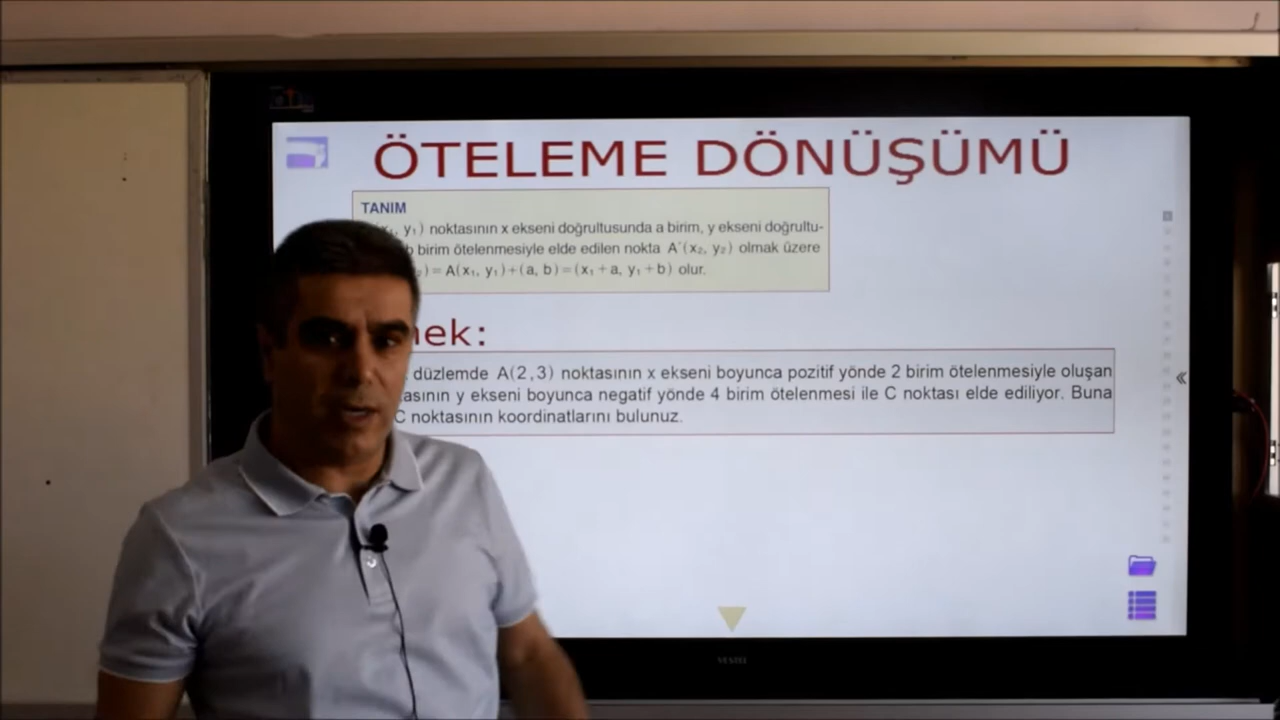 ÖTELEME DÖNÜŞÜMÜ
TANIM
y₁) noktasının x ekseni doğrultusunda a birim, y ekseni doğrultu-
b birim ötelenmesiyle elde edilen nokta A'(x₂, y₂) olmak üzere
)=A(x₁, y₁)+(a, b)=(x₁+a, y₁+b) olur.
nek:
düzlemde A(2,3) noktasının x ekseni boyunca pozitif yönde 2 birim ötelenmesiyle oluşan
asının y ekseni boyunca negatif yönde 4 birim ötelenmesi ile C noktası elde ediliyor. Buna
C noktasının koordinatlarını bulunuz.
VESTEL